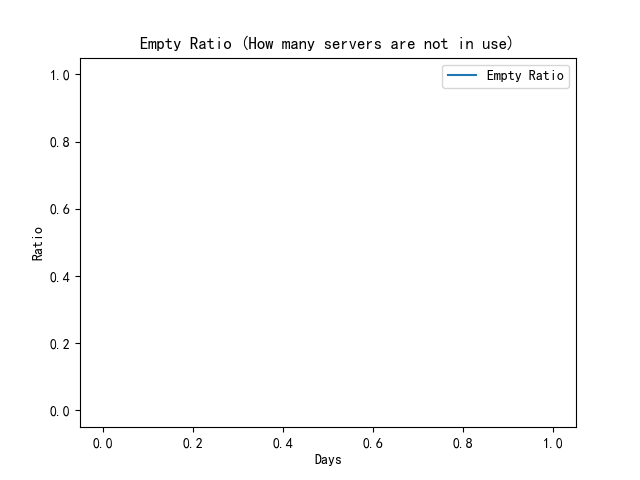 Empty Ratio (How many servers are not in use)
Empty Ratio
1.0
0.8
0.6
0.4
0.2
0.0
Ratio
0.0 0.2 0.4 0.6 0.8 1.0
Days